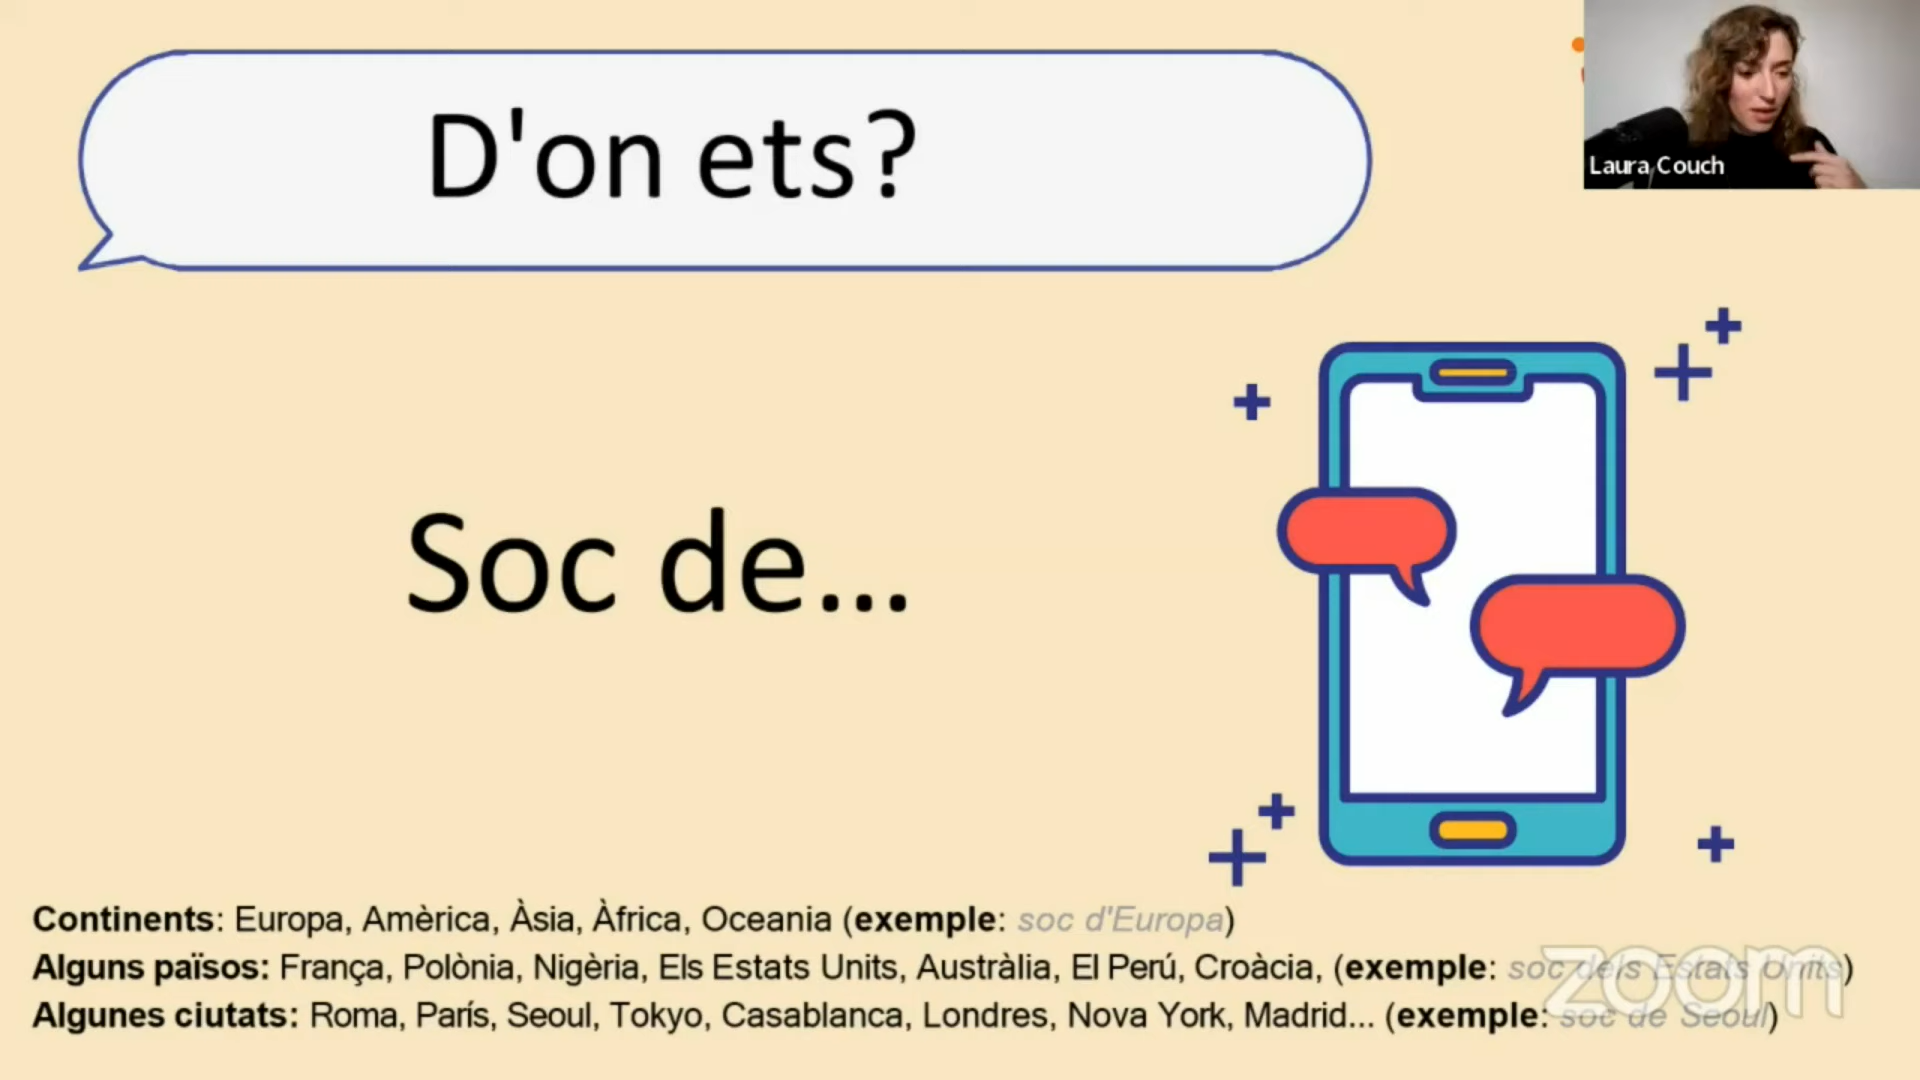 D'on ets?
Laura Couch
Soc de...
Continents: Europa, Amèrica, Àsia, Àfrica, Oceania (exemple: soc d'Europa)
Alguns països: França, Polònia, Nigèria, Els Estats Units, Austràlia, El Perú, Croàcia, (exemple: soc dels Estats Units)
Algunes ciutats: Roma, París, Seoul, Tokyo, Casablanca, Londres, Nova York, Madrid... (exemple: soc de Seoul)
zoom